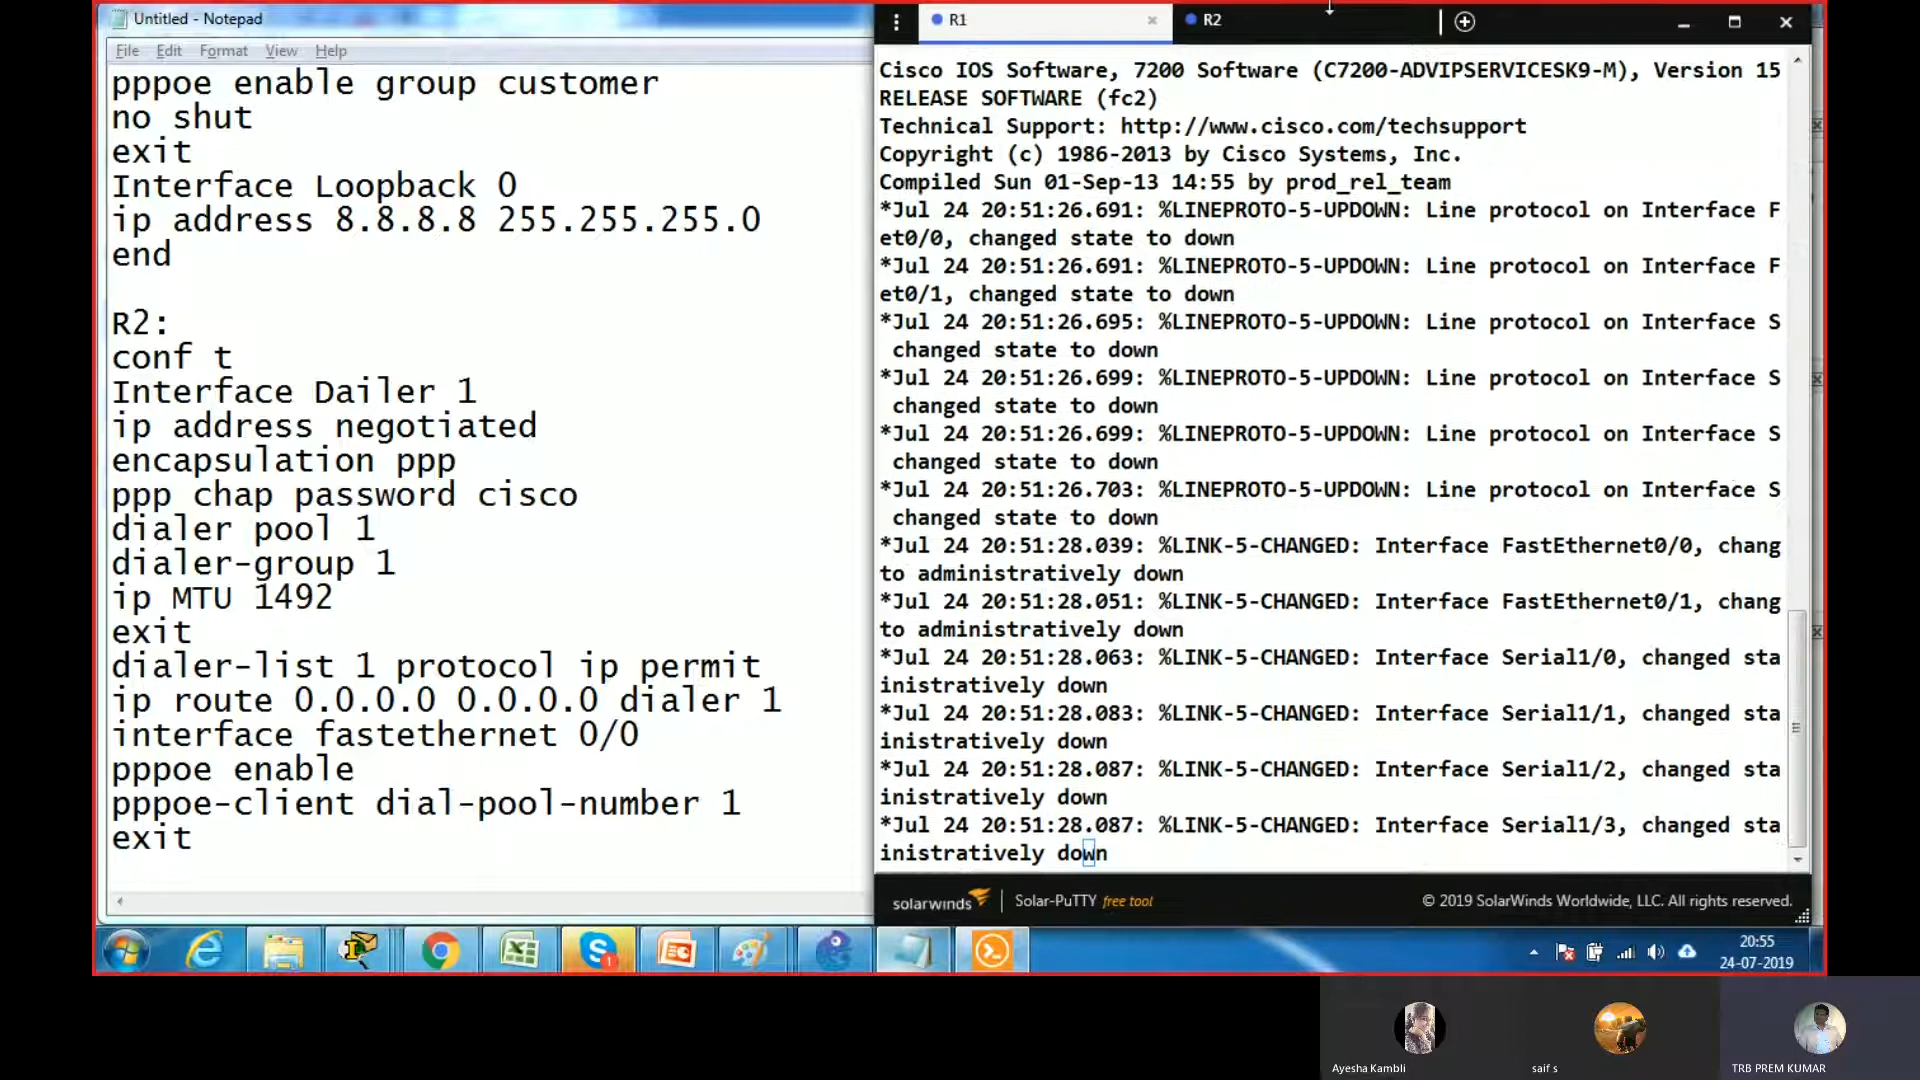 Untitled - Notepad
File Edit Format View Help
pppoe enable group customer
no shut
exit
Interface Loopback 0
ip address 8.8.8.8 255.255.255.0
end
R2:
conf t
Interface Dailer 1
ip address negotiated
encapsulation ppp
ppp chap password cisco
dialer pool 1
dialer-group 1
ip MTU 1492
exit
dialer-list 1 protocol ip permit
ip route 0.0.0.0 0.0.0.0 dialer 1
interface fastethernet 0/0
pppoe enable
pppoe-client dial-pool-number 1
exit
R1
R2
Cisco IOS Software, 7200 Software (C7200-ADVIPSERVICESK9-M), Version 15
RELEASE SOFTWARE (fc2)
Technical Support: http://www.cisco.com/techsupport
Copyright (c) 1986-2013 by Cisco Systems, Inc.
Compiled Sun 01-Sep-13 14:55 by prod_rel_team
*Jul 24 20:51:26.691: %LINEPROTO-5-UPDOWN: Line protocol on Interface F
et0/0, changed state to down
*Jul 24 20:51:26.691: %LINEPROTO-5-UPDOWN: Line protocol on Interface F
et0/1, changed state to down
*Jul 24 20:51:26.695: %LINEPROTO-5-UPDOWN: Line protocol on Interface S
changed state to down
*Jul 24 20:51:26.699: %LINEPROTO-5-UPDOWN: Line protocol on Interface S
changed state to down
*Jul 24 20:51:26.699: %LINEPROTO-5-UPDOWN: Line protocol on Interface S
changed state to down
*Jul 24 20:51:26.703: %LINEPROTO-5-UPDOWN: Line protocol on Interface S
changed state to down
*Jul 24 20:51:28.039: %LINK-5-CHANGED: Interface FastEthernet0/0, chang
to administratively down
*Jul 24 20:51:28.051: %LINK-5-CHANGED: Interface FastEthernet0/1, chang
to administratively down
*Jul 24 20:51:28.063: %LINK-5-CHANGED: Interface Serial1/0, changed sta
inistratively down
*Jul 24 20:51:28.083: %LINK-5-CHANGED: Interface Serial1/1, changed sta
inistratively down
*Jul 24 20:51:28.087: %LINK-5-CHANGED: Interface Serial1/2, changed sta
inistratively down
*Jul 24 20:51:28.087: %LINK-5-CHANGED: Interface Serial1/3, changed sta
inistratively down
solarwinds Solar-PuTTY free tool
© 2019 SolarWinds Worldwide, LLC. All rights reserved.
20:55
24-07-2019
Ayesha Kambli
saif s
TRB PREM KUMAR